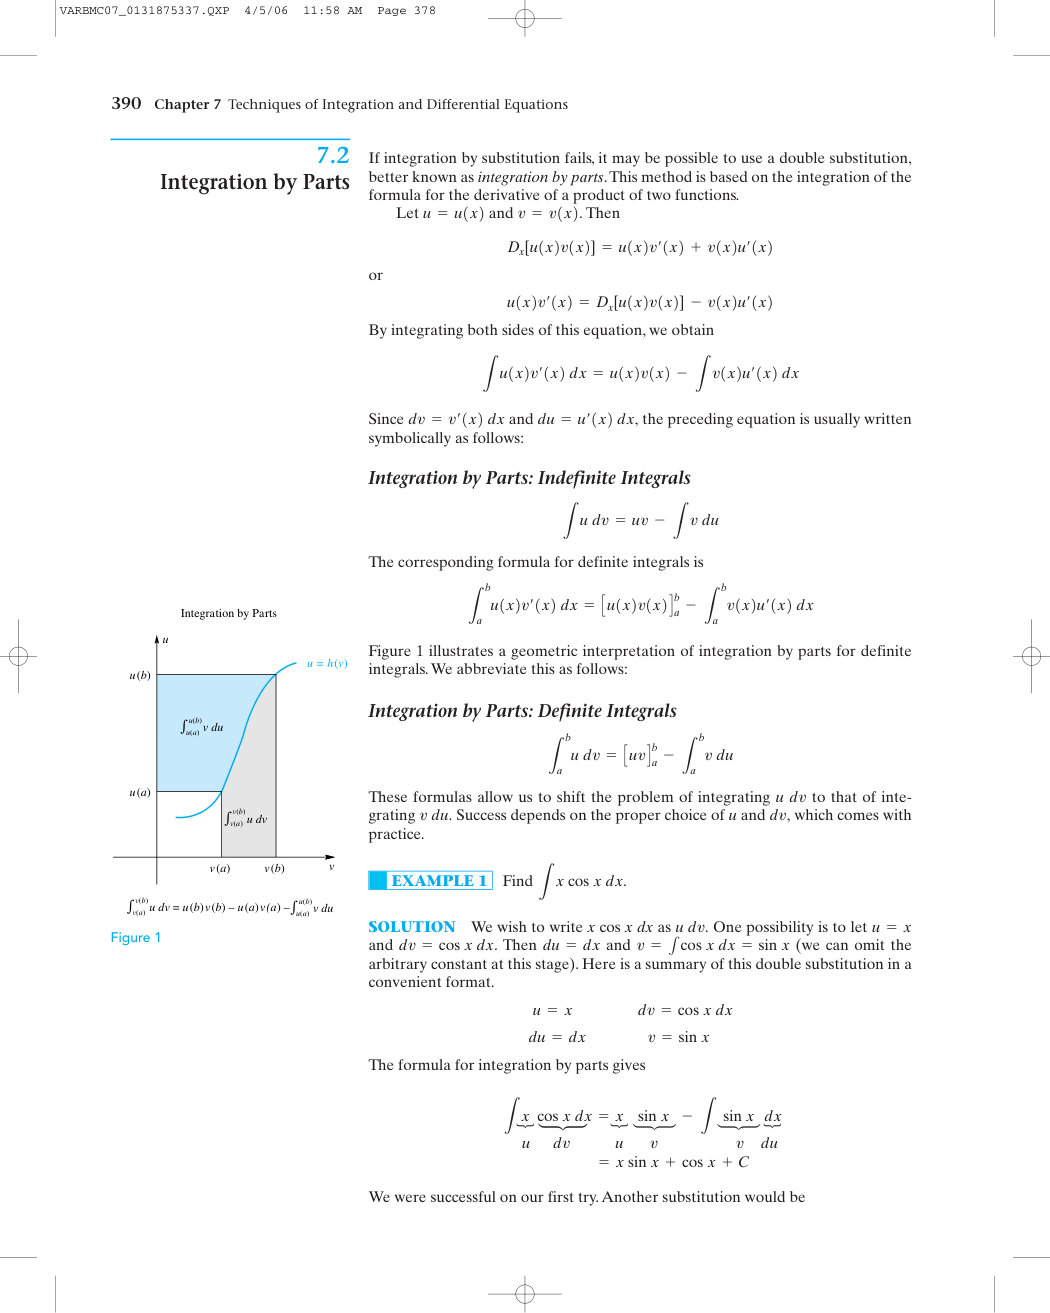 VARBMC07_0131875337.QXP 4/5/06 11:58 AM Page 378
390 Chapter 7 Techniques of Integration and Differential Equations
7.2
Integration by Parts
If integration by substitution fails, it may be possible to use a double substitution,
better known as integration by parts. This method is based on the integration of the
formula for the derivative of a product of two functions.
Let u = u(x) and v = v(x). Then
Dₓ[u(x)v(x)] = u(x)v′(x) + v(x)u′(x)
or
u(x)v′(x) = Dₓ[u(x)v(x)] − v(x)u′(x)
By integrating both sides of this equation, we obtain
∫ u(x)v′(x) dx = u(x)v(x) − ∫ v(x)u′(x) dx
Since dv = v′(x) dx and du = u′(x) dx, the preceding equation is usually written
symbolically as follows:
Integration by Parts: Indefinite Integrals
∫ u dv = uv − ∫ v du
The corresponding formula for definite integrals is
∫_a^b u(x)v′(x) dx = [u(x)v(x)]_a^b − ∫_a^b v(x)u′(x) dx
Figure 1 illustrates a geometric interpretation of integration by parts for definite
integrals. We abbreviate this as follows:
Integration by Parts: Definite Integrals
∫_a^b u dv = [uv]_a^b − ∫_a^b v du
These formulas allow us to shift the problem of integrating u dv to that of inte-
grating v du. Success depends on the proper choice of u and dv, which comes with
practice.
Integration by Parts
u
u = h(v)
u(b)
∫_u(a)^u(b) v du
u(a)
∫_v(a)^v(b) u dv
v(a) v(b) v
∫_v(a)^v(b) u dv = u(b)v(b) – u(a)v(a) – ∫_u(a)^u(b) v du
Figure 1
EXAMPLE 1 Find ∫ x cos x dx.
SOLUTION We wish to write x cos x dx as u dv. One possibility is to let u = x
and dv = cos x dx. Then du = dx and v = ∫ cos x dx = sin x (we can omit the
arbitrary constant at this stage). Here is a summary of this double substitution in a
convenient format.
u = x dv = cos x dx
du = dx v = sin x
The formula for integration by parts gives
∫ x cos x dx = x sin x − ∫ sin x dx
u dv u v v du
= x sin x + cos x + C
We were successful on our first try. Another substitution would be